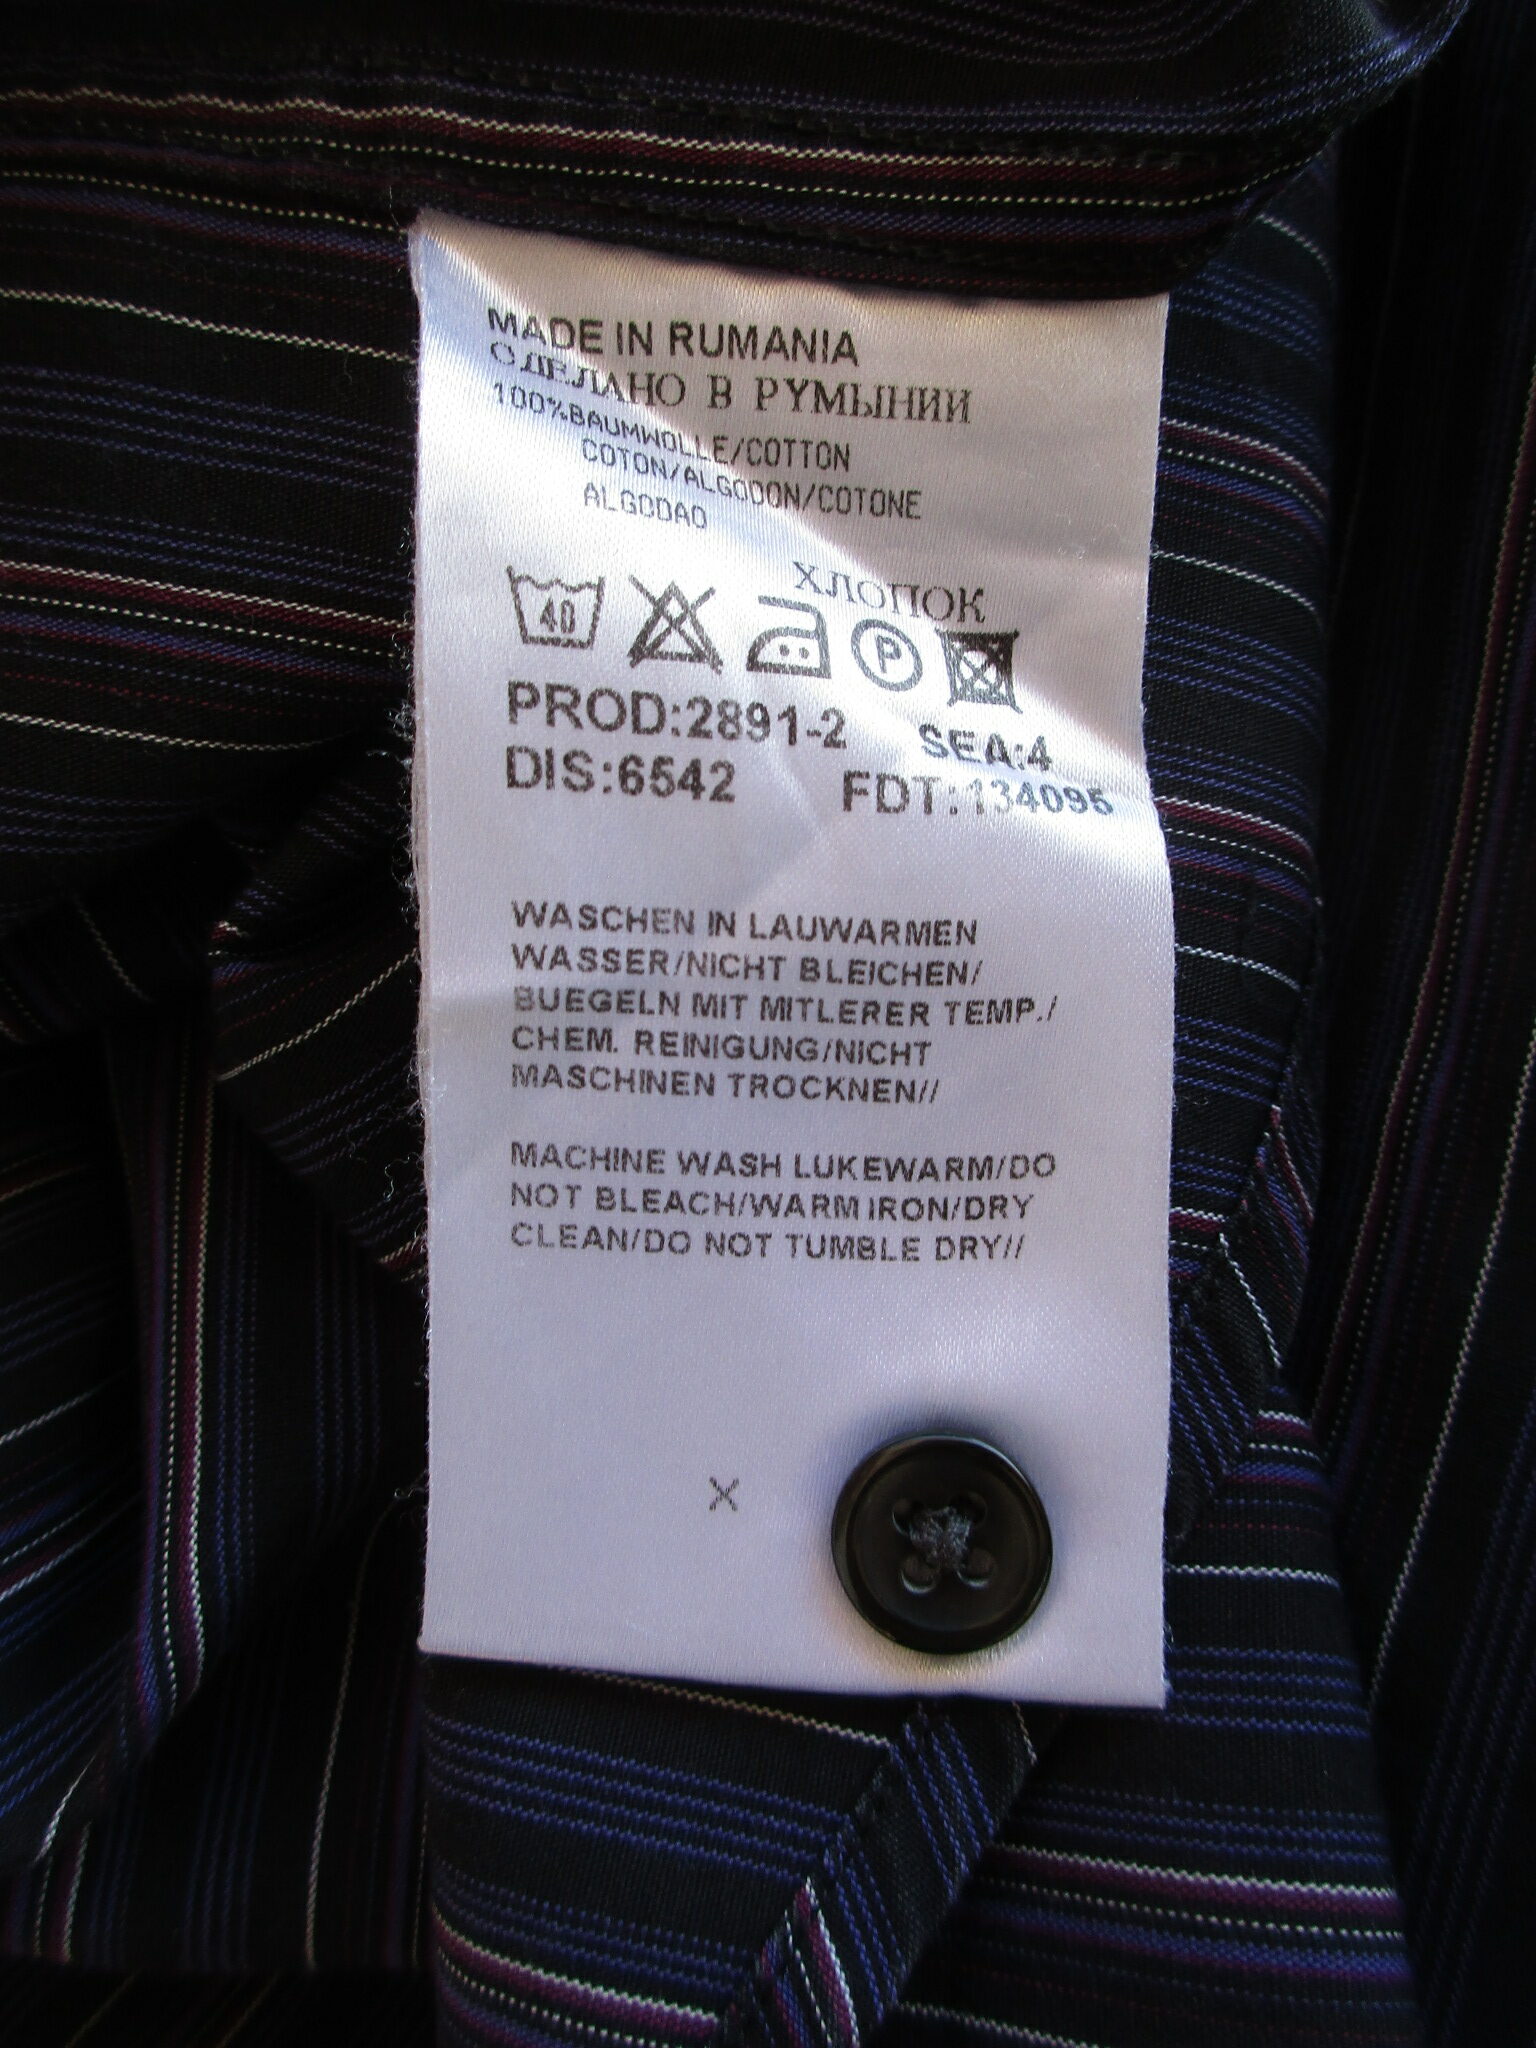 MADE IN RUMANIA
СДЕЛАНО В РУМЫНИИ
100%BAUMWOLLE/COTTON
COTON/ALGODON/COTONE
ALGODAO
ХЛОПОК
40
P
PROD:2891-2 SEA:4
DIS:6542 FDT:134095
WASCHEN IN LAUWARMEN
WASSER/NICHT BLEICHEN/
BUEGELN MIT MITLERER TEMP./
CHEM. REINIGUNG/NICHT
MASCHINEN TROCKNEN//
MACHINE WASH LUKEWARM/DO
NOT BLEACH/WARM IRON/DRY
CLEAN/DO NOT TUMBLE DRY//
X